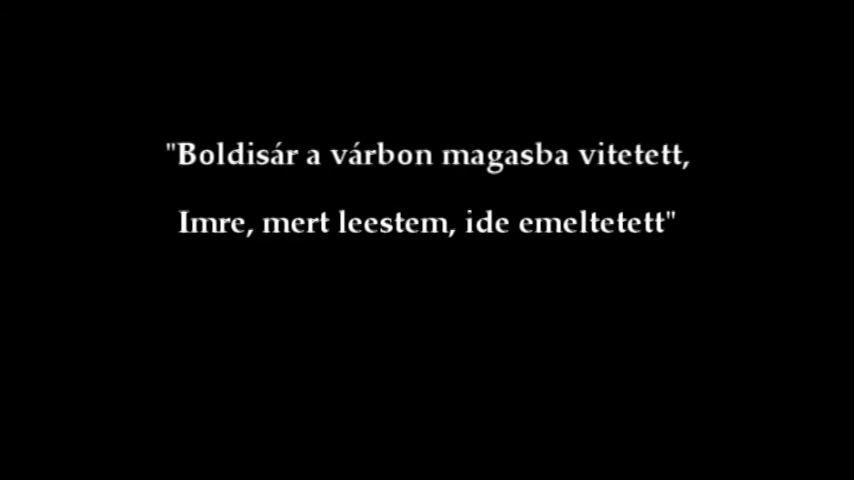 "Boldisár a várbon magasba vitetett,
Imre, mert leestem, ide emeltetett"